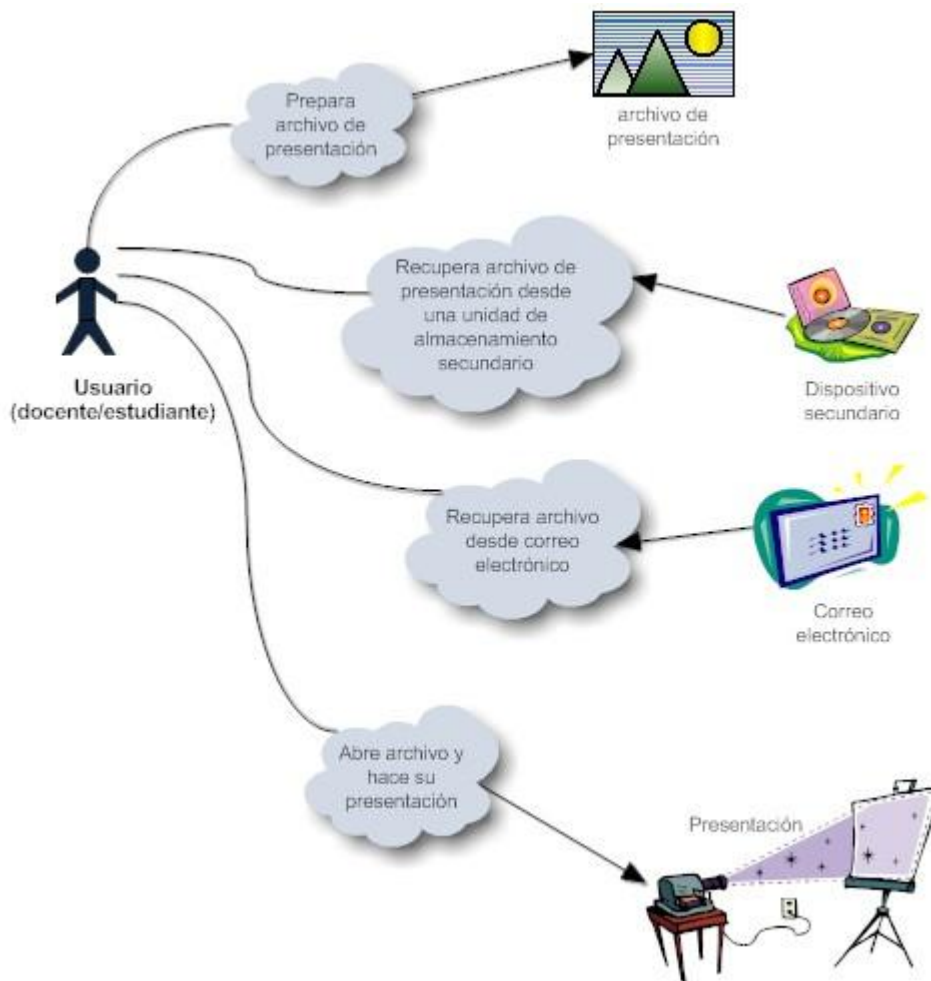 Prepara
archivo de
presentación
archivo de
presentación
Recupera archivo de
presentación desde
una unidad de
almacenamiento
secundario
Usuario
(docente/estudiante)
Dispositivo
secundario
Recupera archivo
desde correo
electrónico
Correo
electrónico
Abre archivo y
hace su
presentación
Presentación